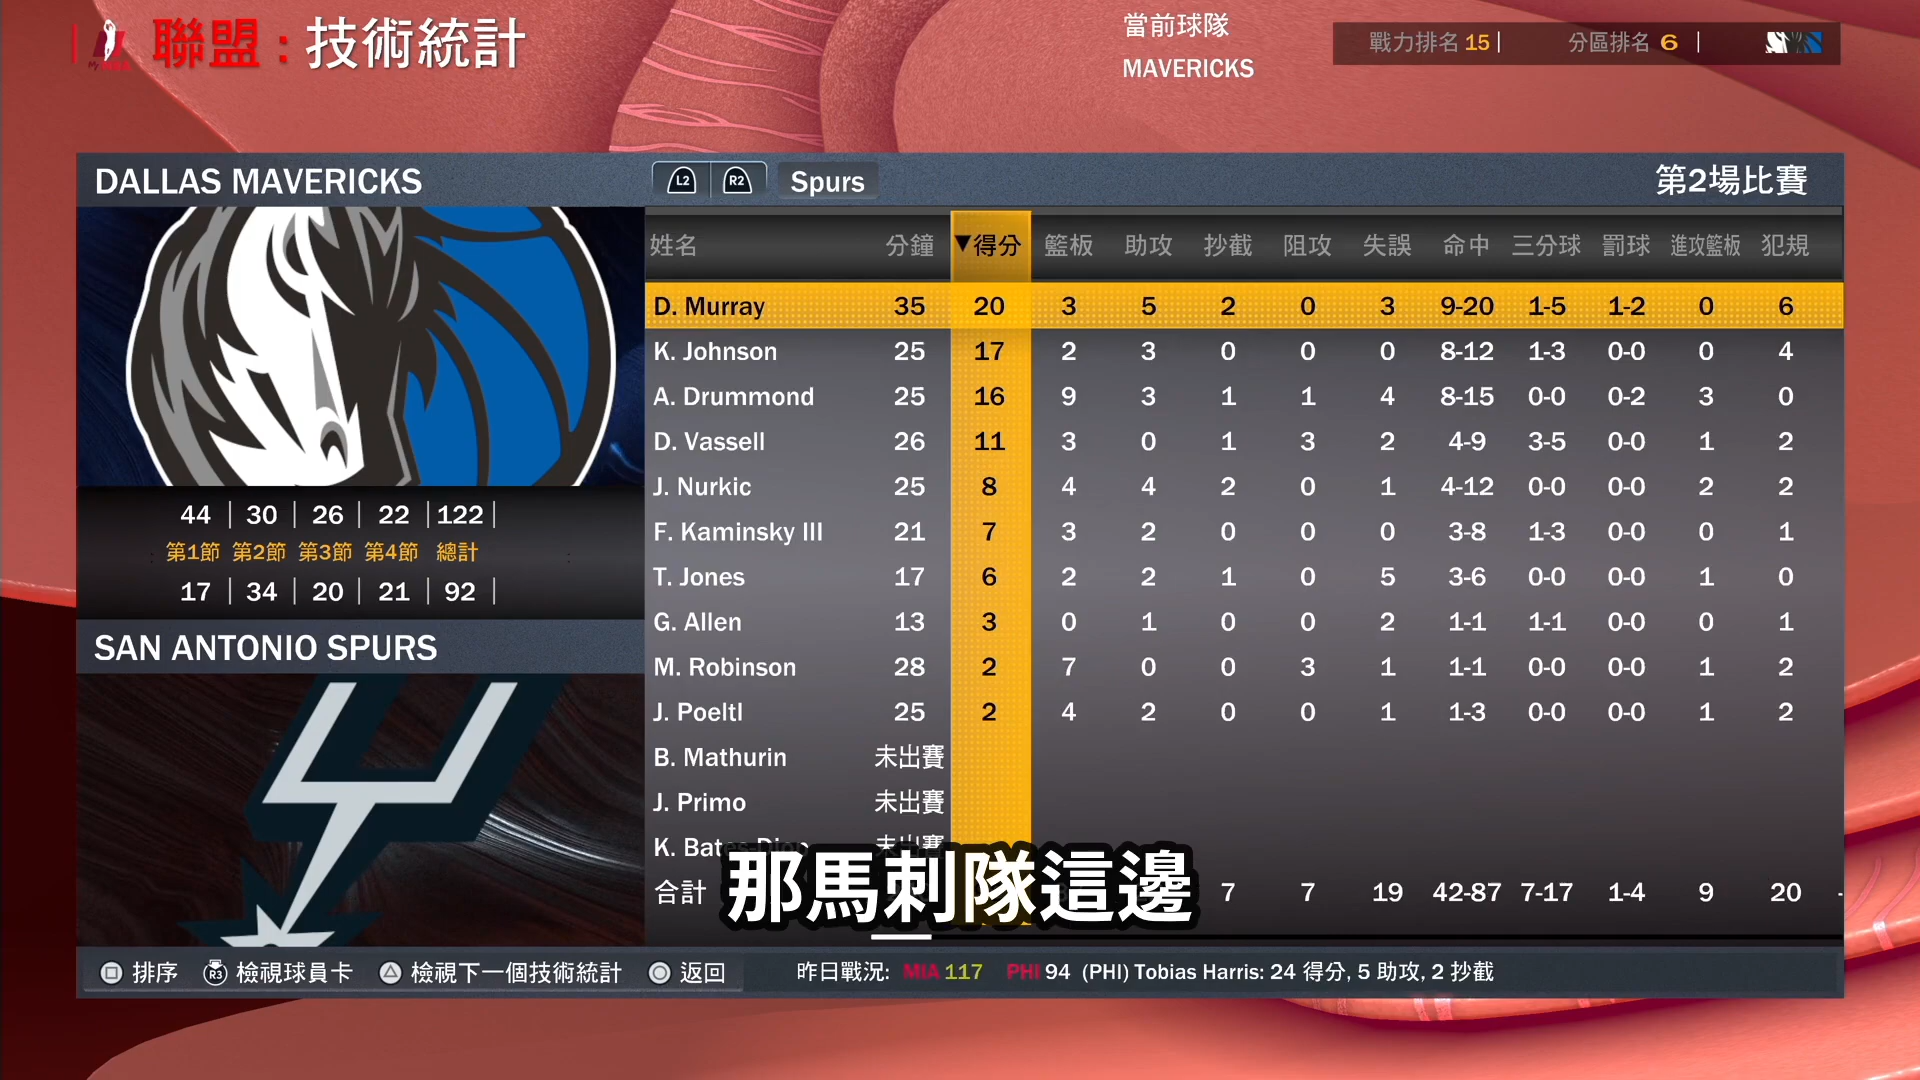 聯盟 : 技術統計
當前球隊
MAVERICKS
戰力排名 15 | 分區排名 6 |
DALLAS MAVERICKS
L2 R2 Spurs 第2場比賽
44 | 30 | 26 | 22 | 122 |
第1節 第2節 第3節 第4節 總計
17 | 34 | 20 | 21 | 92 |
SAN ANTONIO SPURS
姓名 分鐘 ▼得分 籃板 助攻 抄截 阻攻 失誤 命中 三分球 罰球 進攻籃板 犯規
D. Murray 35 20 3 5 2 0 3 9-20 1-5 1-2 0 6
K. Johnson 25 17 2 3 0 0 0 8-12 1-3 0-0 0 4
A. Drummond 25 16 9 3 1 1 4 8-15 0-0 0-2 3 0
D. Vassell 26 11 3 0 1 3 2 4-9 3-5 0-0 1 2
J. Nurkic 25 8 4 4 2 0 1 4-12 0-0 0-0 2 2
F. Kaminsky III 21 7 3 2 0 0 0 3-8 1-3 0-0 0 1
T. Jones 17 6 2 2 1 0 5 3-6 0-0 0-0 1 0
G. Allen 13 3 0 1 0 0 2 1-1 1-1 0-0 0 1
M. Robinson 28 2 7 0 0 3 1 1-1 0-0 0-0 1 2
J. Poeltl 25 2 4 2 0 0 1 1-3 0-0 0-0 1 2
B. Mathurin 未出賽
J. Primo 未出賽
K. Bates-Diop 未出賽
合計 7 7 19 42-87 7-17 1-4 9 20
那馬刺隊這邊
排序 R3 檢視球員卡 檢視下一個技術統計 返回
昨日戰況: MIA 117 PHI 94 (PHI) Tobias Harris: 24 得分, 5 助攻, 2 抄截